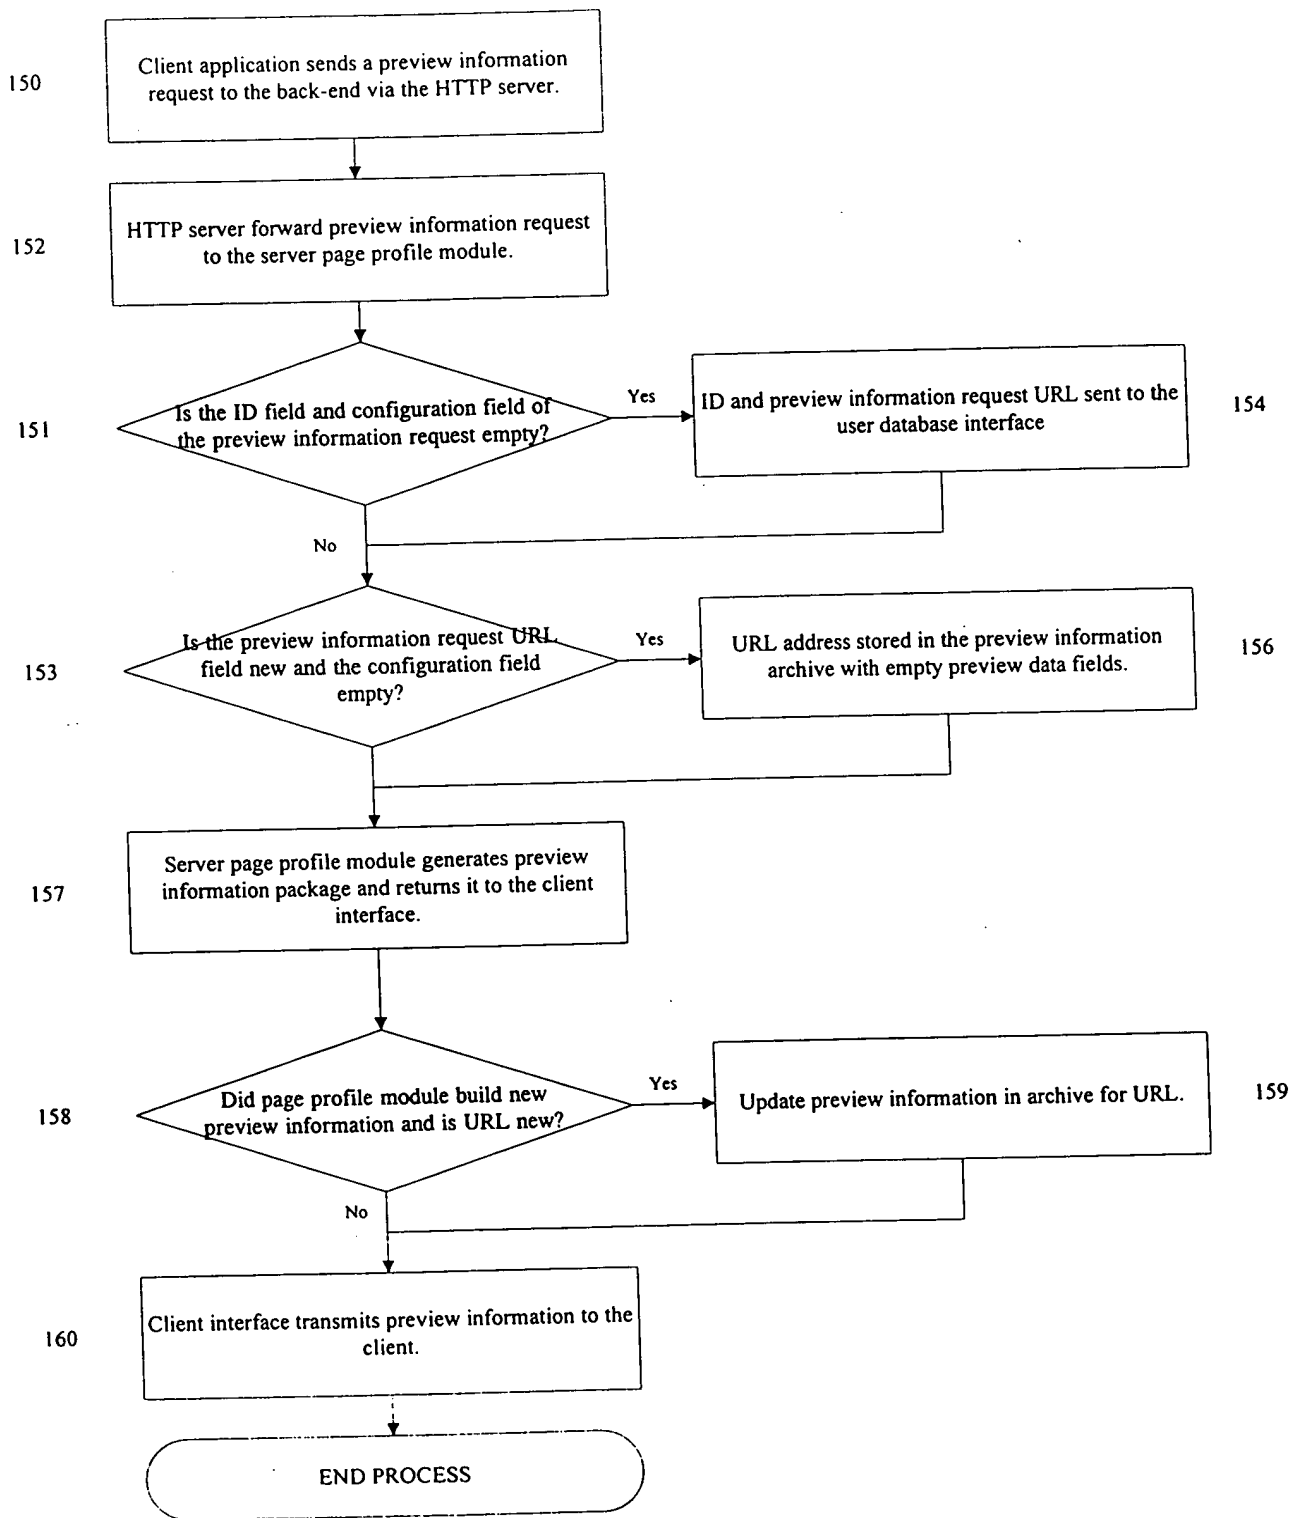 150
Client application sends a preview information
request to the back-end via the HTTP server.
152
HTTP server forward preview information request
to the server page profile module.
151
Is the ID field and configuration field of
the preview information request empty?
Yes
ID and preview information request URL sent to the
user database interface
154
No
153
Is the preview information request URL
field new and the configuration field
empty?
Yes
URL address stored in the preview information
archive with empty preview data fields.
156
157
Server page profile module generates preview
information package and returns it to the client
interface.
158
Did page profile module build new
preview information and is URL new?
Yes
Update preview information in archive for URL.
159
No
160
Client interface transmits preview information to the
client.
END PROCESS